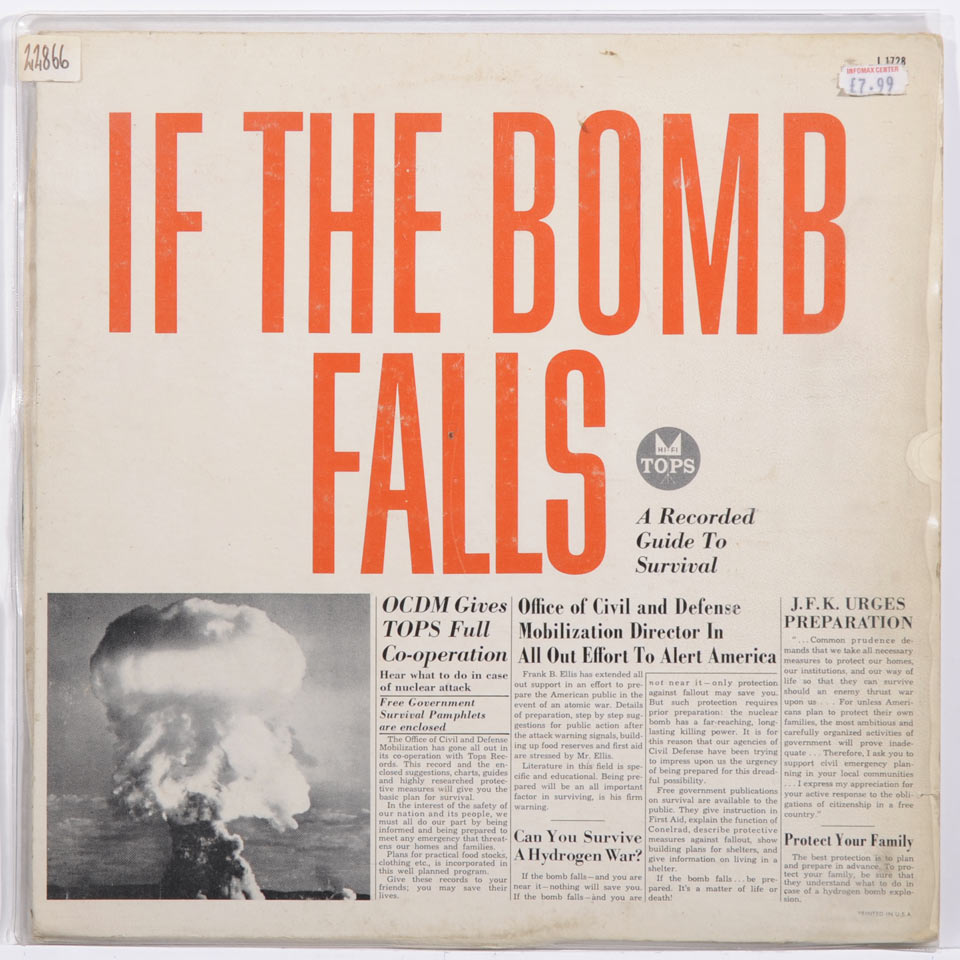 22866
L 1728
INFOMAX CENTER
£7.99
IF THE BOMB
FALLS
HI-FI
TOPS
A Recorded
Guide To
Survival
OCDM Gives
TOPS Full
Co-operation
Hear what to do in case
of nuclear attack
Free Government
Survival Pamphlets
are enclosed
The Office of Civil and Defense
Mobilization has gone all out in
its co-operation with Tops Rec-
ords. This record and the en-
closed suggestions, charts, guides
and highly researched protec-
tive measures will give you the
basic plan for survival.
In the interest of the safety of
our nation and its people, we
must all do our part by being
informed and being prepared to
meet any emergency that threat-
ens our homes and families.
Plans for practical food stocks,
clothing etc., is incorporated in
this well planned program.
Give these records to your
friends; you may save their
lives.
Office of Civil and Defense
Mobilization Director In
All Out Effort To Alert America
Frank B. Ellis has extended all
out support in an effort to pre-
pare the American public in the
event of an atomic war. Details
of preparation, step by step sug-
gestions for public action after
the attack warning signals, build-
ing up food reserves and first aid
are stressed by Mr. Ellis.
Literature in this field is spe-
cific and educational. Being pre-
pared will be an all important
factor in surviving, is his firm
warning.
Can You Survive
A Hydrogen War?
If the bomb falls—and you are
near it—nothing will save you.
If the bomb falls—and you are
not near it—only protection
against fallout may save you.
But such protection requires
prior preparation: the nuclear
bomb has a far-reaching, long-
lasting killing power. It is for
this reason that our agencies of
Civil Defense have been trying
to impress upon us the urgency
of being prepared for this dread-
ful possibility.
Free government publications
on survival are available to the
public. They give instruction in
First Aid, explain the function of
Conelrad, describe protective
measures against fallout, show
building plans for shelters, and
give information on living in a
shelter.
If the bomb falls... be pre-
pared. It's a matter of life or
death!
J.F.K. URGES
PREPARATION
"...Common prudence de-
mands that we take all necessary
measures to protect our homes,
our institutions, and our way of
life so that they can survive
should an enemy thrust war
upon us . . . For unless Ameri-
cans plan to protect their own
families, the most ambitious and
carefully organized activities of
government will prove inade-
quate . . . Therefore, I ask you to
support civil emergency plan-
ning in your local communities
. . . I express my appreciation for
your active response to the obli-
gations of citizenship in a free
country."
Protect Your Family
The best protection is to plan
and prepare in advance. To pro-
tect your family, be sure that
they understand what to do in
case of a hydrogen bomb explo-
sion.
PRINTED IN U.S.A.